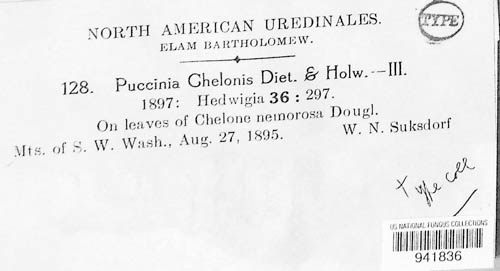 NORTH AMERICAN UREDINALES.
TYPE
ELAM BARTHOLOMEW.
128. Puccinia Chelonis Diet. & Holw.—III.
1897: Hedwigia 36 : 297.
On leaves of Chelone nemorosa Dougl.
Mts. of S. W. Wash., Aug. 27, 1895. W. N. Suksdorf
Type coll
US NATIONAL FUNGUS COLLECTIONS
941836